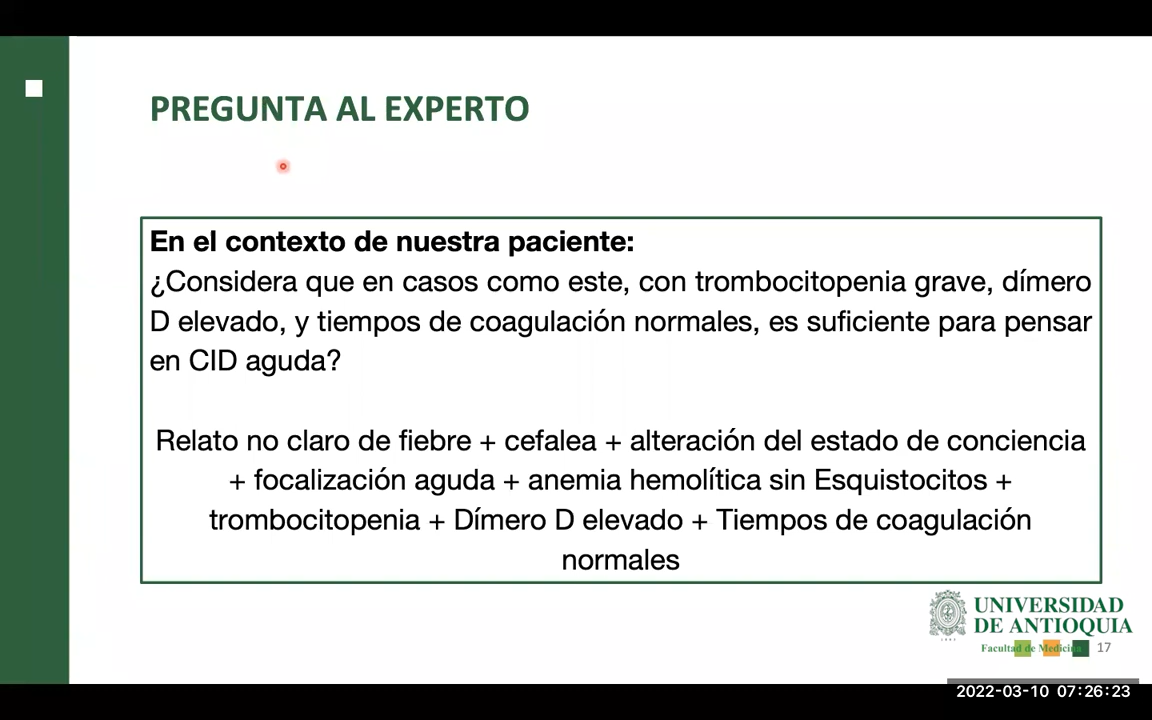 PREGUNTA AL EXPERTO
En el contexto de nuestra paciente:
¿Considera que en casos como este, con trombocitopenia grave, dímero
D elevado, y tiempos de coagulación normales, es suficiente para pensar
en CID aguda?
Relato no claro de fiebre + cefalea + alteración del estado de conciencia
+ focalización aguda + anemia hemolítica sin Esquistocitos +
trombocitopenia + Dímero D elevado + Tiempos de coagulación
normales
UNIVERSIDAD
DE ANTIOQUIA
Facultad de Medicina
17
2022-03-10 07:26:23